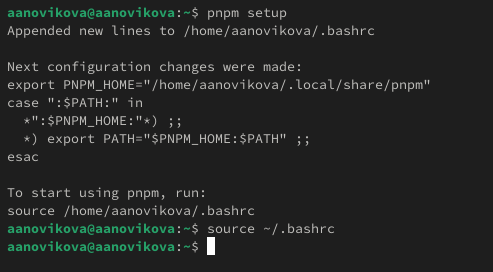 aanovikova@aanovikova:~$ pnpm setup
Appended new lines to /home/aanovikova/.bashrc

Next configuration changes were made:
export PNPM_HOME="/home/aanovikova/.local/share/pnpm"
case ":$PATH:" in
  *":$PNPM_HOME:"*) ;;
  *) export PATH="$PNPM_HOME:$PATH" ;;
esac

To start using pnpm, run:
source /home/aanovikova/.bashrc
aanovikova@aanovikova:~$ source ~/.bashrc
aanovikova@aanovikova:~$